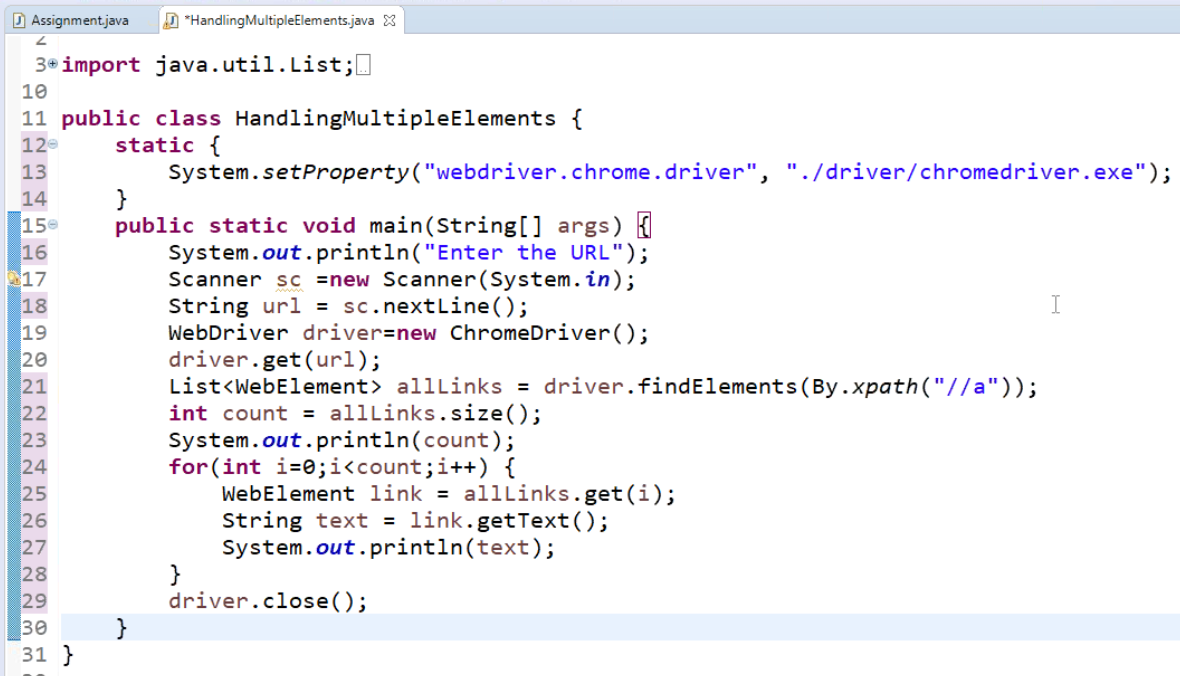 Assignment.java *HandlingMultipleElements.java
2
3 import java.util.List;
10
11 public class HandlingMultipleElements {
12 static {
13 System.setProperty("webdriver.chrome.driver", "./driver/chromedriver.exe");
14 }
15 public static void main(String[] args) {
16 System.out.println("Enter the URL");
17 Scanner sc =new Scanner(System.in);
18 String url = sc.nextLine();
19 WebDriver driver=new ChromeDriver();
20 driver.get(url);
21 List<WebElement> allLinks = driver.findElements(By.xpath("//a"));
22 int count = allLinks.size();
23 System.out.println(count);
24 for(int i=0;i<count;i++) {
25 WebElement link = allLinks.get(i);
26 String text = link.getText();
27 System.out.println(text);
28 }
29 driver.close();
30 }
31 }